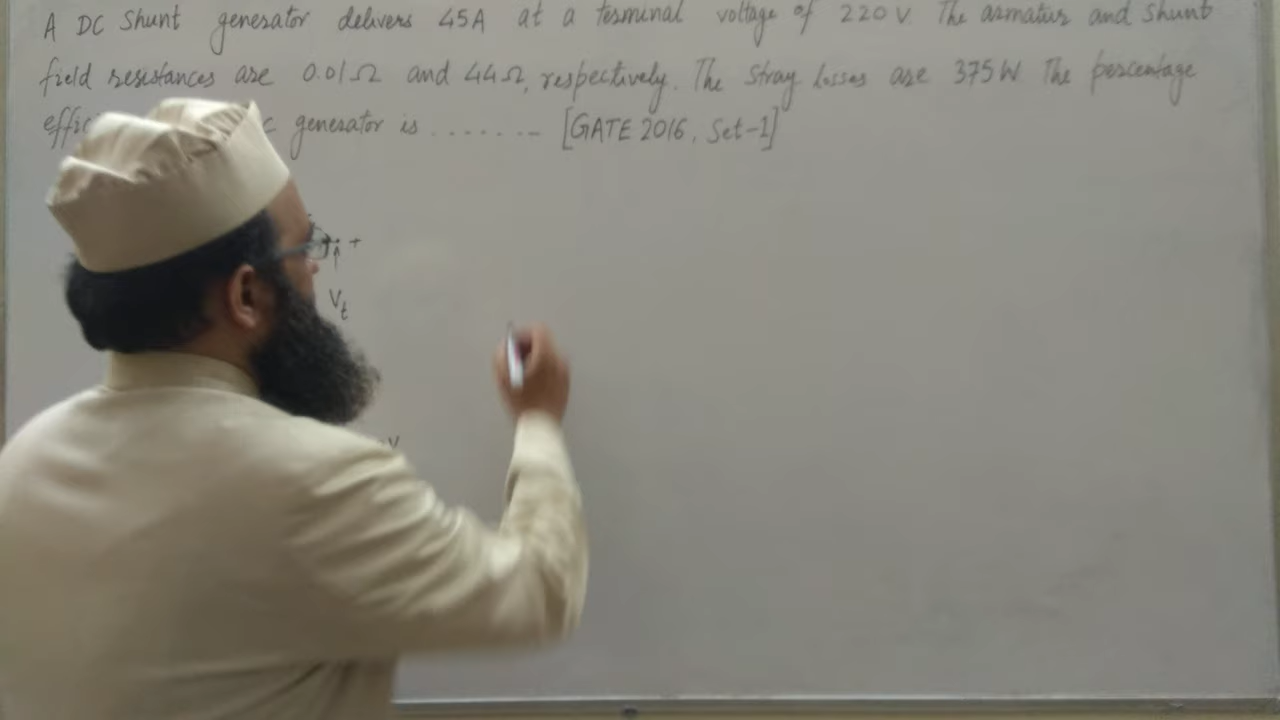 A DC Shunt generator delivers 45A at a terminal voltage of 220 V. The armature and shunt
field resistances are 0.01Ω and 44Ω, respectively. The Stray losses are 375W The percentage
generator is ....... [GATE 2016, Set-1]
+
Vt
V